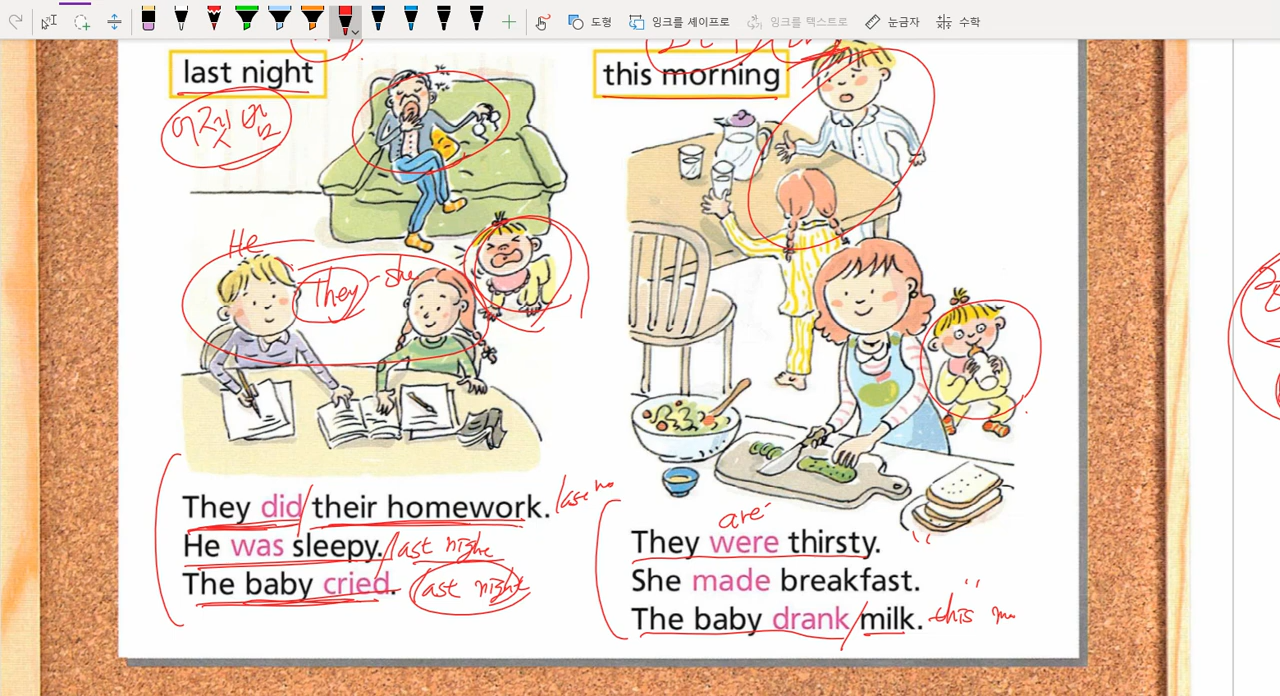 도형 잉크를 셰이프로 잉크를 텍스트로 눈금자 수학
last night
어젯 밤
He
They
she
They did their homework.
He was sleepy. last night
The baby cried. last night
this morning
are
They were thirsty.
She made breakfast.
The baby drank milk. this